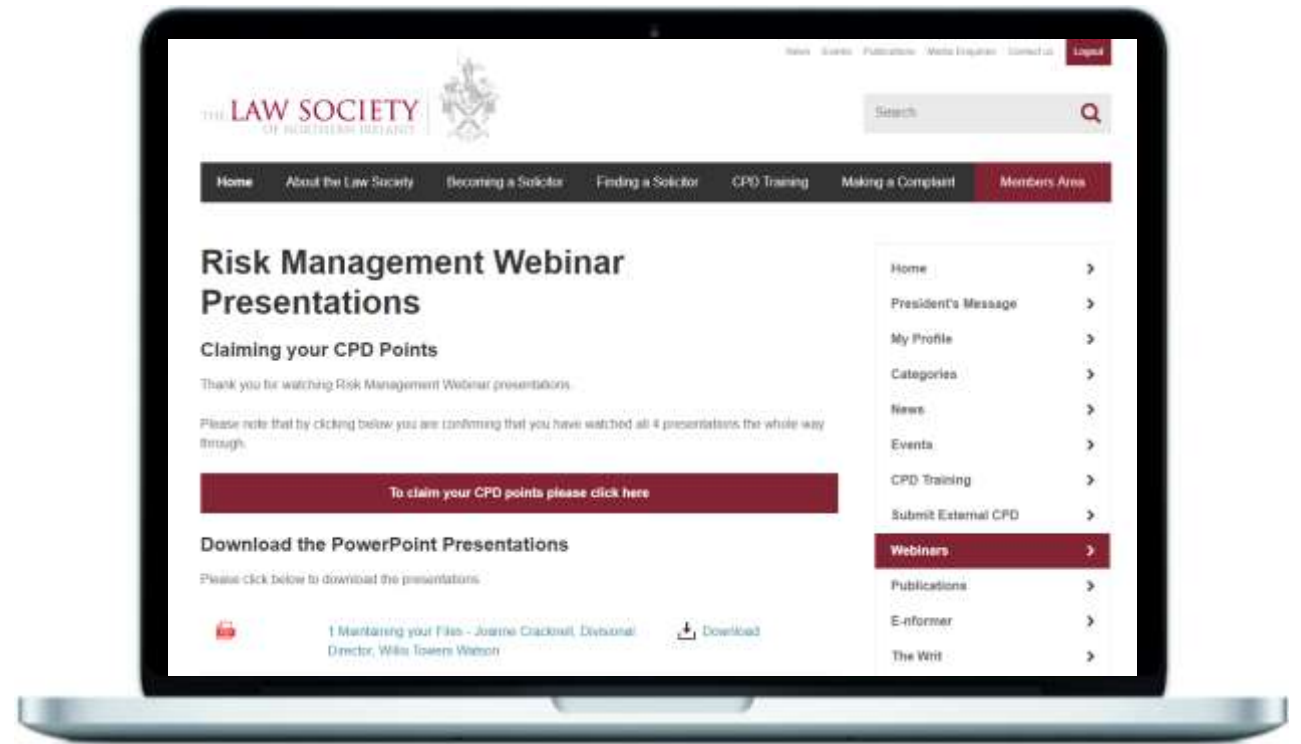 News Events Publications Media Enquiries Contact us Logout
THE LAW SOCIETY
OF NORTHERN IRELAND
Search
Home About the Law Society Becoming a Solicitor Finding a Solicitor CPD Training Making a Complaint Members Area
Risk Management Webinar
Presentations
Claiming your CPD Points
Thank you for watching Risk Management Webinar presentations.
Please note that by clicking below you are confirming that you have watched all 4 presentations the whole way
through.
To claim your CPD points please click here
Download the PowerPoint Presentations
Please click below to download the presentations
1 Maintaining your Files - Joanne Cracknell, Divisional
Director, Willis Towers Watson
Download
Home
President's Message
My Profile
Categories
News
Events
CPD Training
Submit External CPD
Webinars
Publications
E-nformer
The Writ